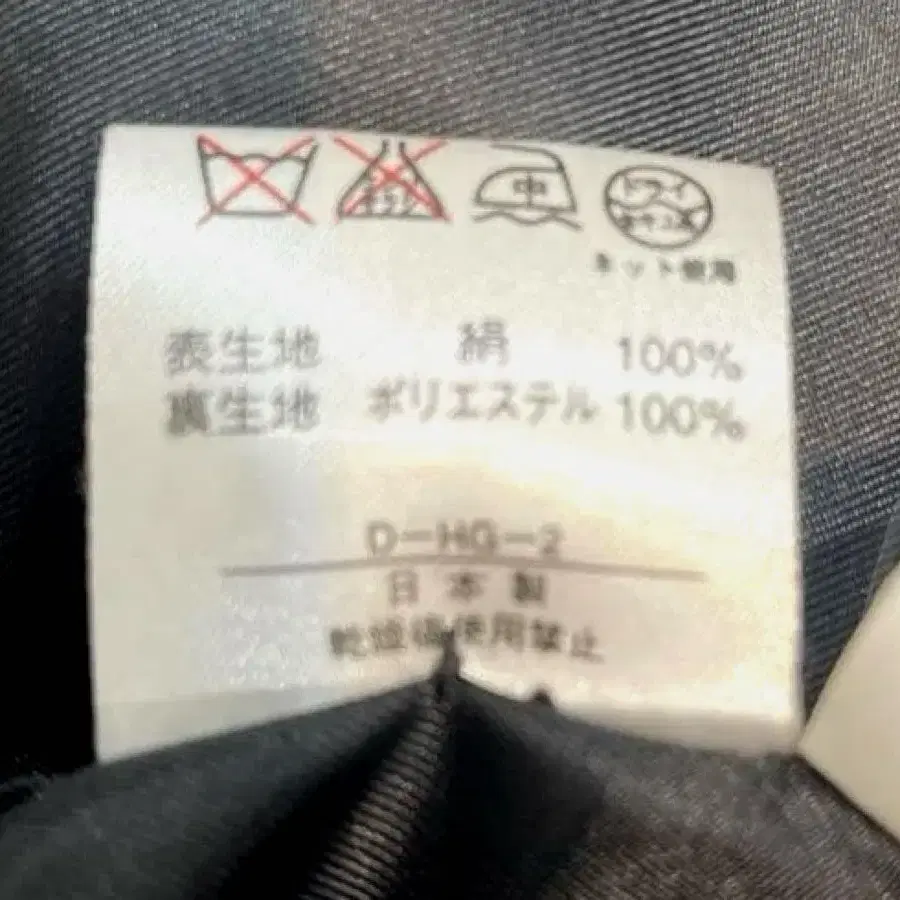 中 ドライ
ネット使用
表生地 絹 100%
裏生地 ポリエステル 100%
D-HG-2
日本製
乾燥機使用禁止